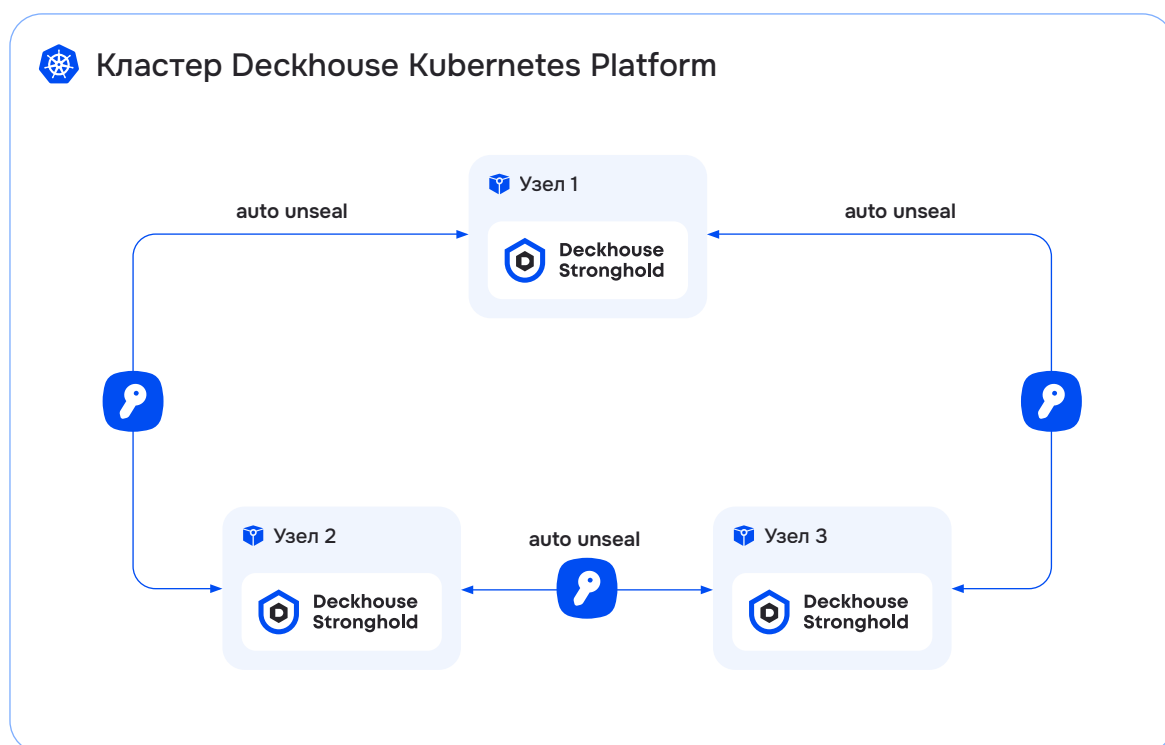 Кластер Deckhouse Kubernetes Platform
Узел 1
auto unseal
auto unseal
Deckhouse
Stronghold
Узел 2
auto unseal
Узел 3
Deckhouse
Stronghold
Deckhouse
Stronghold